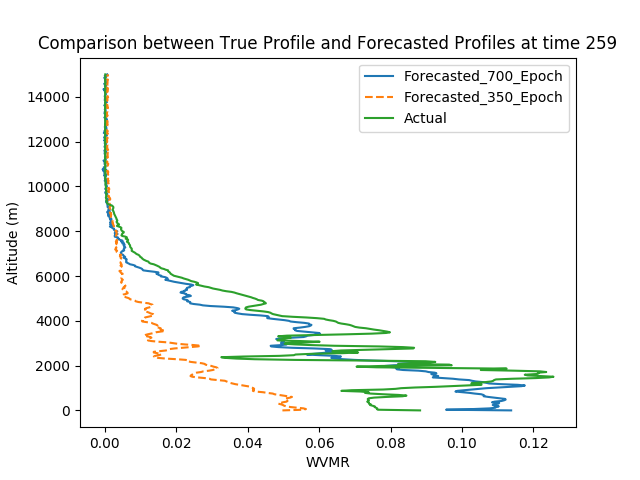 Comparison between True Profile and Forecasted Profiles at time 259
Forecasted_700_Epoch
Forecasted_350_Epoch
Actual
Altitude (m)
14000
12000
10000
8000
6000
4000
2000
0
0.00 0.02 0.04 0.06 0.08 0.10 0.12
WVMR